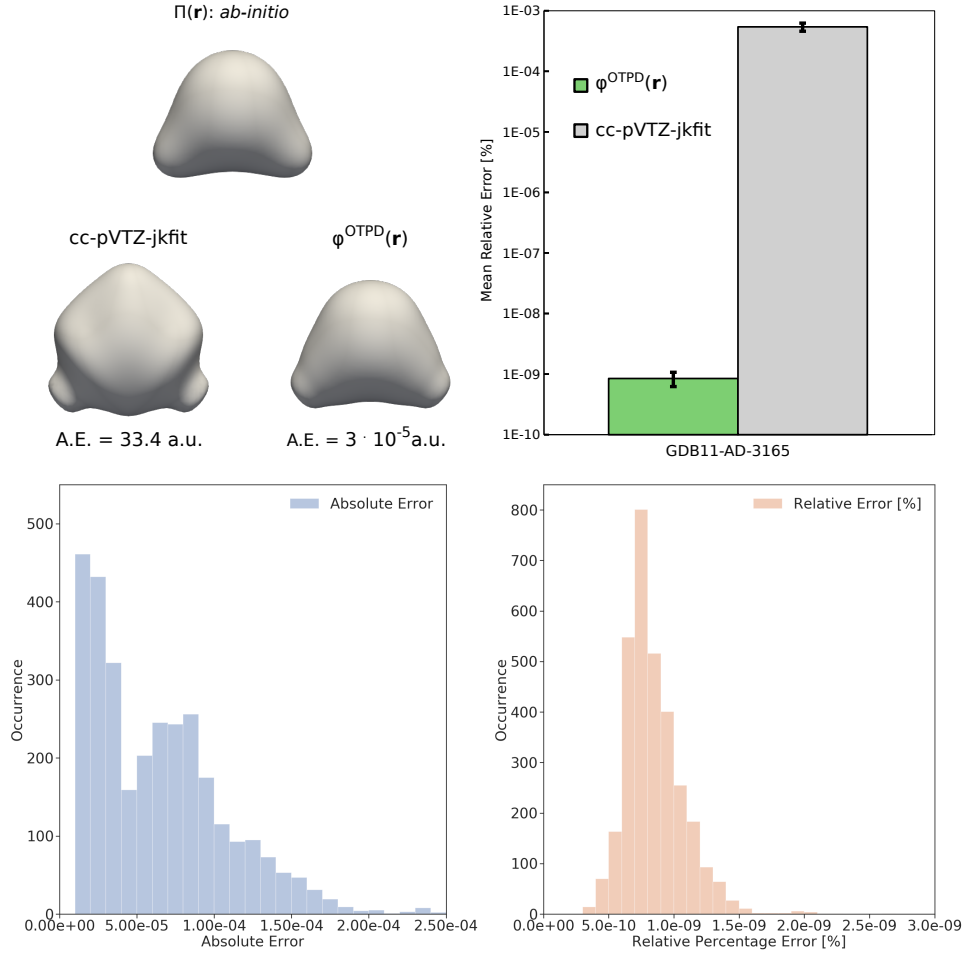 Π(r): ab-initio
cc-pVTZ-jkfit
φ^OTPD(r)
A.E. = 33.4 a.u.
A.E. = 3 · 10^-5 a.u.
Mean Relative Error [%]
1E-03
1E-04
1E-05
1E-06
1E-07
1E-08
1E-09
1E-10
φ^OTPD(r)
cc-pVTZ-jkfit
GDB11-AD-3165
Occurrence
500
400
300
200
100
0
Absolute Error
0.00e+00 5.00e-05 1.00e-04 1.50e-04 2.00e-04 2.50e-04
Absolute Error
Occurrence
800
700
600
500
400
300
200
100
0
Relative Error [%]
0.0e+00 5.0e-10 1.0e-09 1.5e-09 2.0e-09 2.5e-09 3.0e-09
Relative Percentage Error [%]